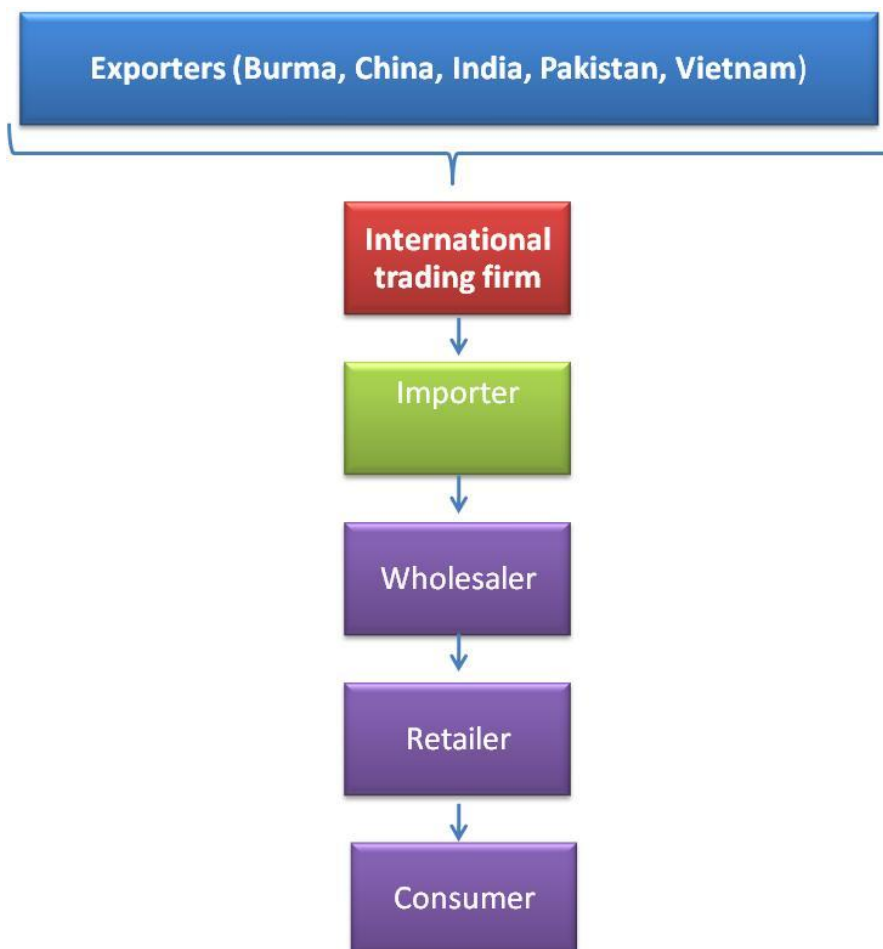 Exporters (Burma, China, India, Pakistan, Vietnam)
International
trading firm
Importer
Wholesaler
Retailer
Consumer